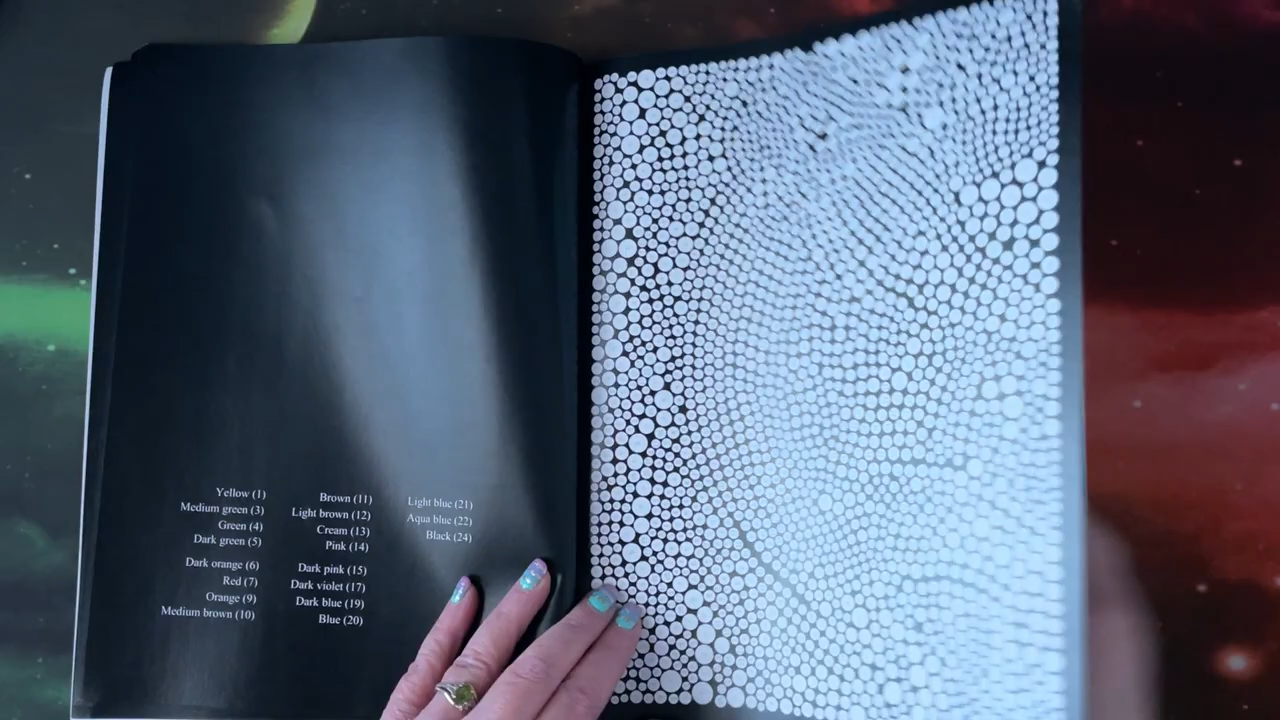 Yellow (1)
Medium green (3)
Green (4)
Dark green (5)
Dark orange (6)
Red (7)
Orange (9)
Medium brown (10)
Brown (11)
Light brown (12)
Cream (13)
Pink (14)
Dark pink (15)
Dark violet (17)
Dark blue (19)
Blue (20)
Light blue (21)
Aqua blue (22)
Black (24)